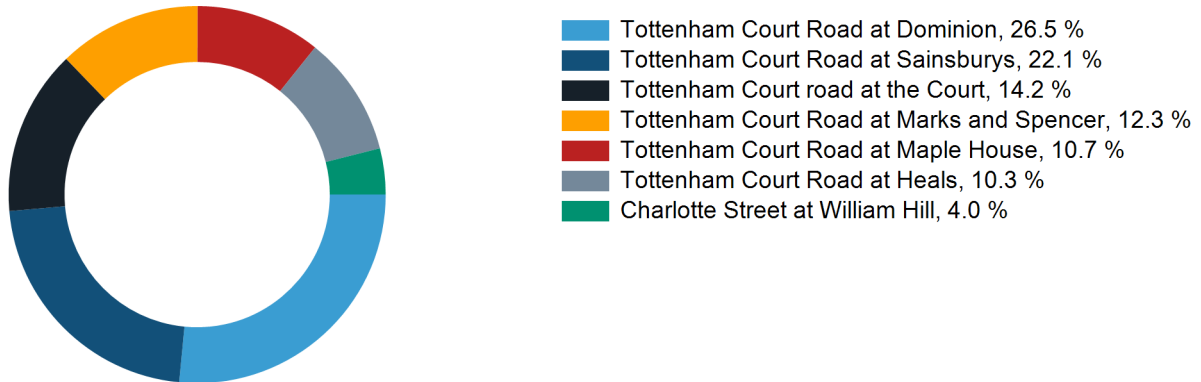 Tottenham Court Road at Dominion, 26.5 %
Tottenham Court Road at Sainsburys, 22.1 %
Tottenham Court road at the Court, 14.2 %
Tottenham Court Road at Marks and Spencer, 12.3 %
Tottenham Court Road at Maple House, 10.7 %
Tottenham Court Road at Heals, 10.3 %
Charlotte Street at William Hill, 4.0 %